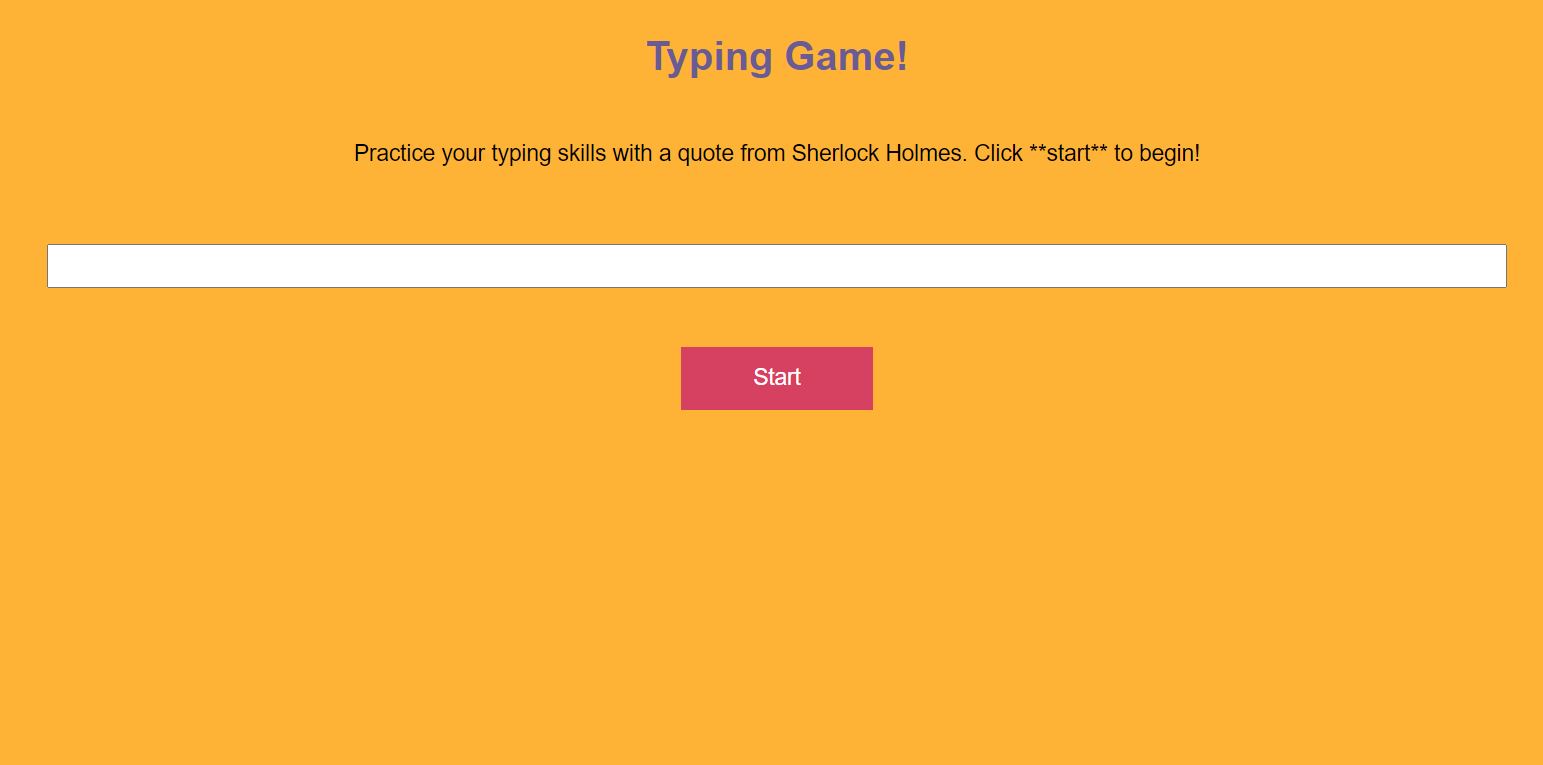 Typing Game!
Practice your typing skills with a quote from Sherlock Holmes. Click **start** to begin!
Start